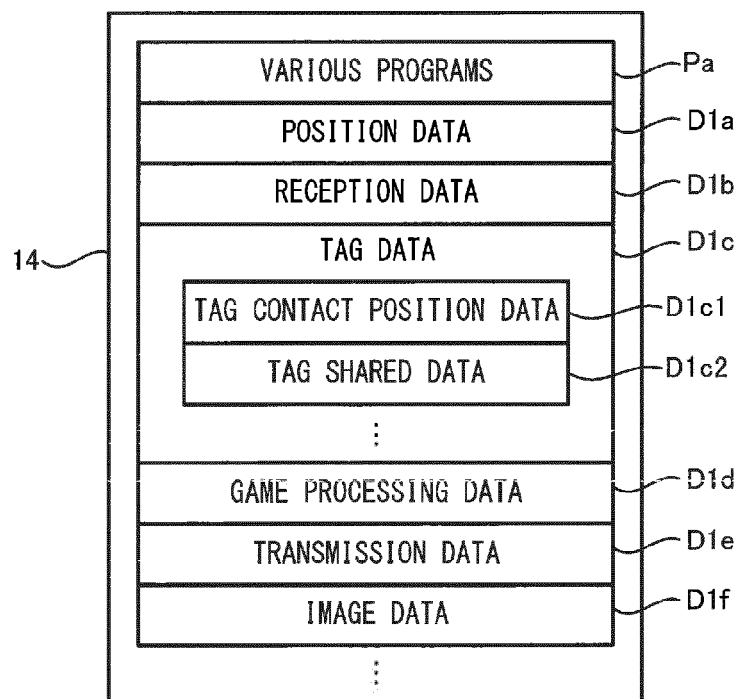 VARIOUS PROGRAMS Pa
POSITION DATA D1a
RECEPTION DATA D1b
TAG DATA D1c
14
TAG CONTACT POSITION DATA D1c1
TAG SHARED DATA D1c2
GAME PROCESSING DATA D1d
TRANSMISSION DATA D1e
IMAGE DATA D1f